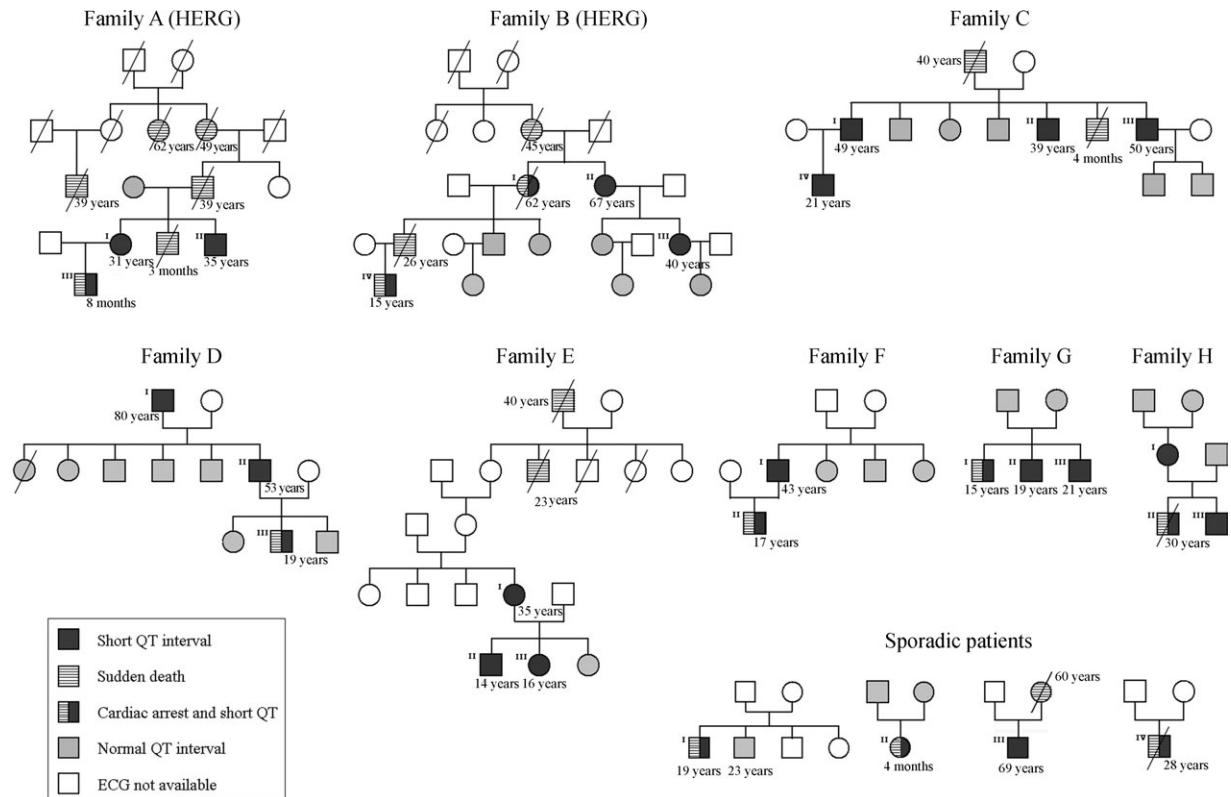 Family A (HERG)
Family B (HERG)
Family C
62 years
49 years
39 years
39 years
I
31 years
3 months
II
35 years
III
8 months
45 years
I
62 years
II
67 years
26 years
III
40 years
IV
15 years
40 years
I
49 years
II
39 years
4 months
III
50 years
IV
21 years
Family D
Family E
Family F
Family G
Family H
I
80 years
II
53 years
III
19 years
40 years
23 years
I
35 years
II
14 years
III
16 years
I
43 years
II
17 years
I
15 years
II
19 years
III
21 years
I
II
30 years
III
Short QT interval
Sudden death
Cardiac arrest and short QT
Normal QT interval
ECG not available
Sporadic patients
I
19 years
23 years
II
4 months
60 years
III
69 years
IV
28 years